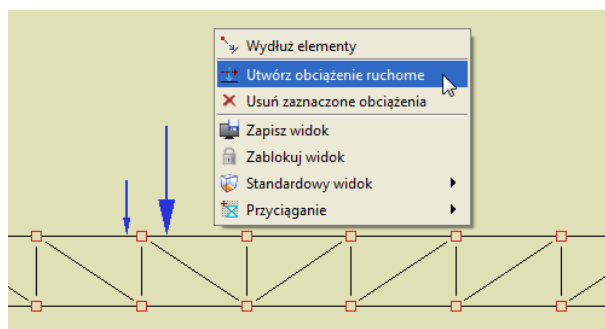 Wydłuż elementy
Utwórz obciążenie ruchome
Usuń zaznaczone obciążenia
Zapisz widok
Zablokuj widok
Standardowy widok
Przyciąganie